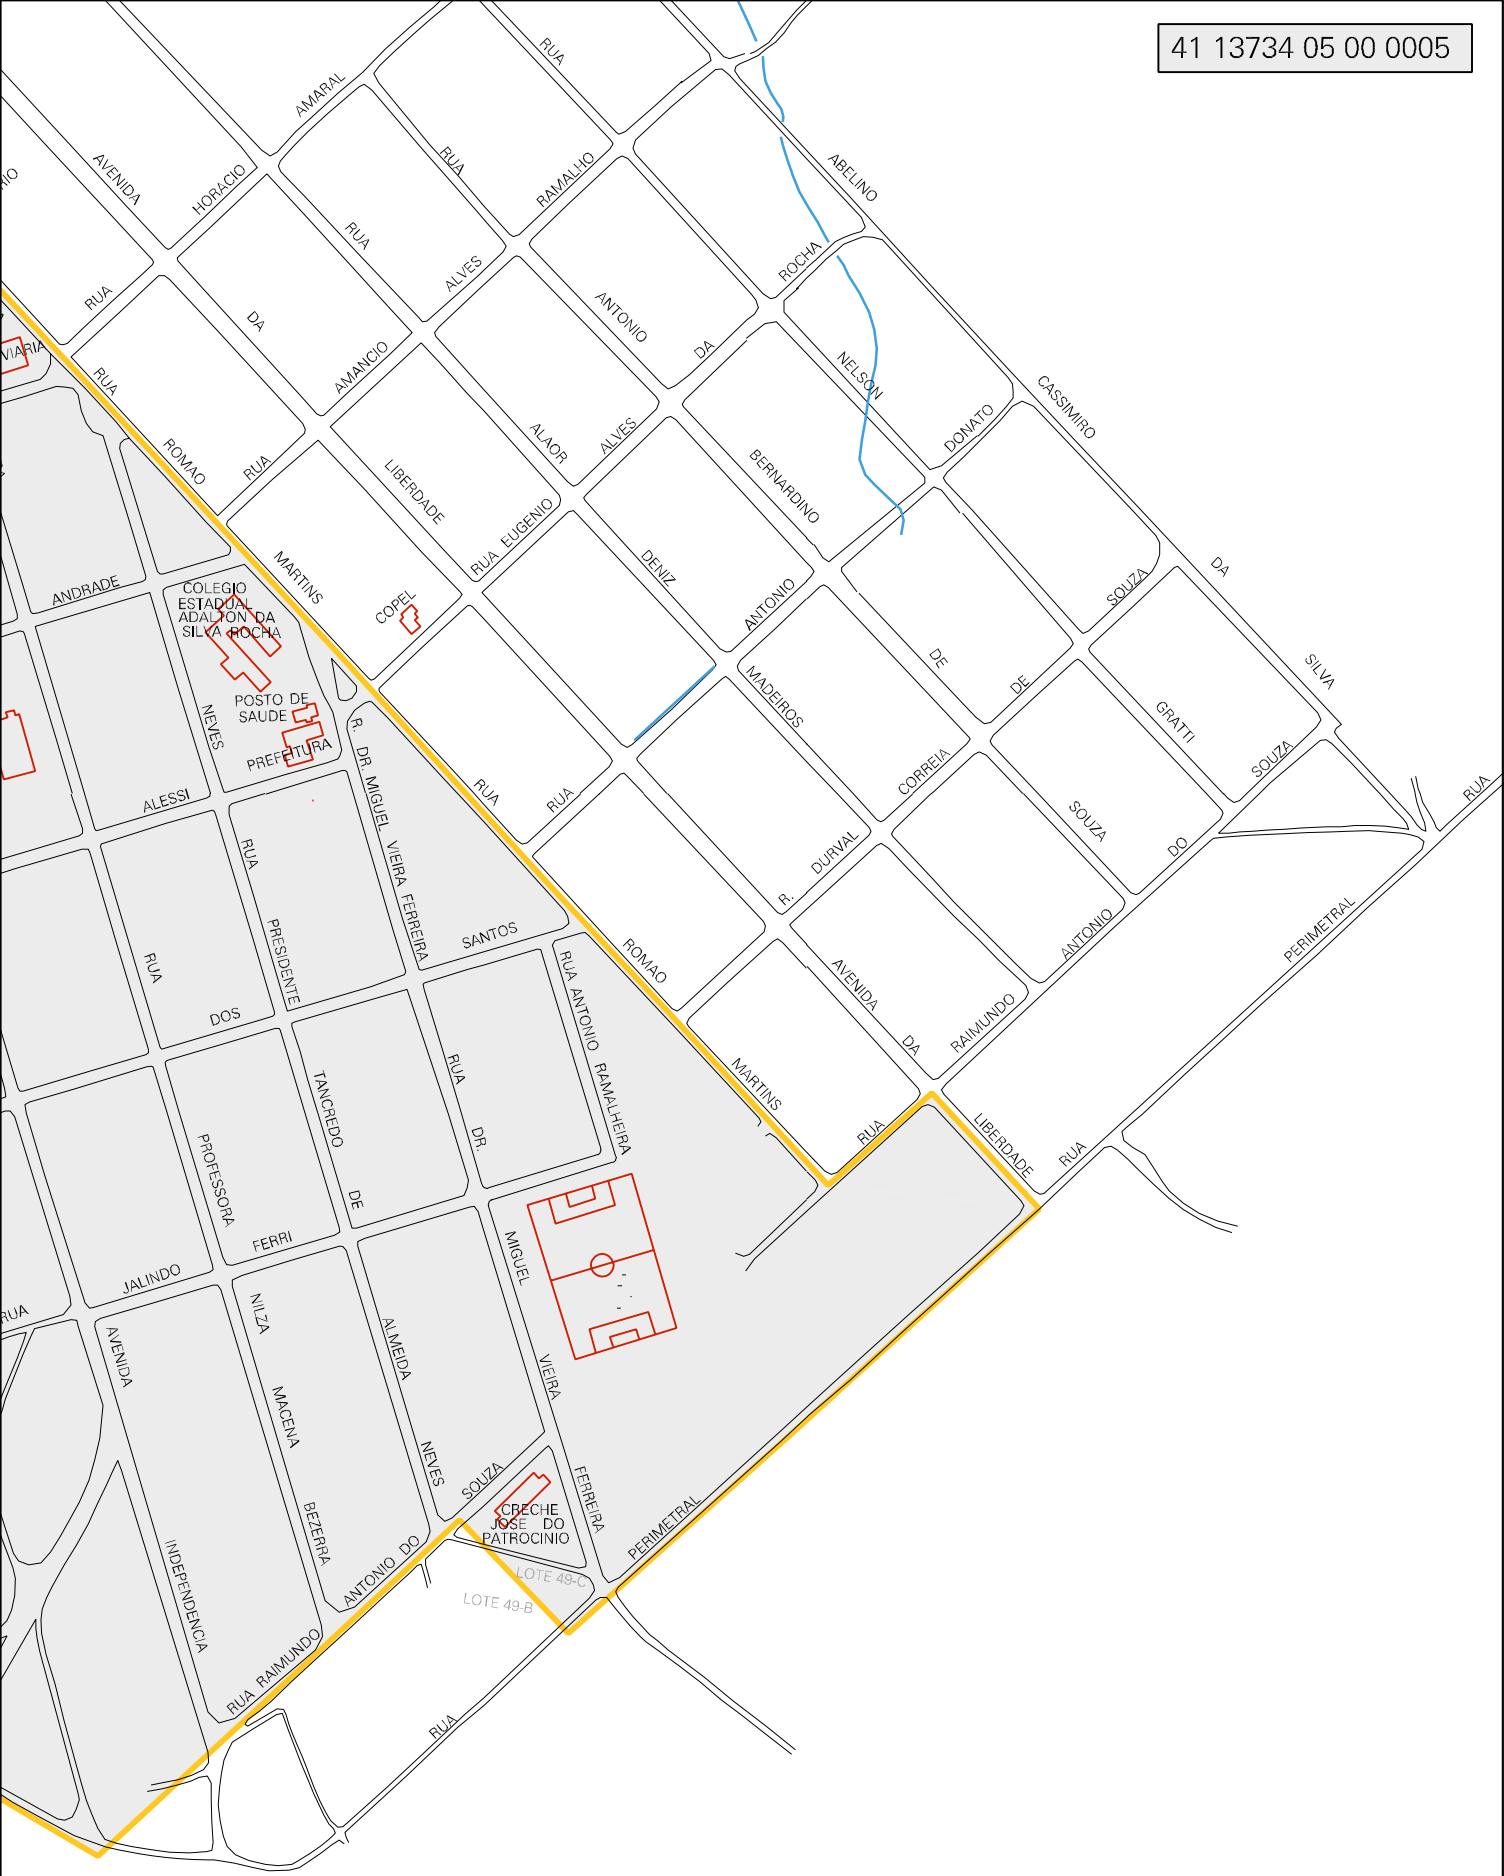 41 13734 05 00 0005
RUA
AMARAL
AVENIDA
HORACIO
RUA
RAMALHO
ABELINO
RIO
RUA
ALVES
ROCHA
RUA
DA
ANTONIO
DA
NELSON
VIARIA
AMANCIO
RUA
CASSIMIRO
DONATO
ALAOR
ALVES
ROMAO
RUA
LIBERDADE
BERNARDINO
RUA EUGENIO
DENIZ
DA
MARTINS
ANDRADE
COLEGIO
ESTADUAL
ADALTON DA
SILVA ROCHA
COPEL
ANTONIO
SOUZA
DE
DE
SILVA
MADEIROS
POSTO DE
SAUDE
NEVES
PREFEITURA
R. DR. MIGUEL VIEIRA FERREIRA
GRATTI
SOUZA
CORREIA
RUA
RUA
RUA
ALESSI
SOUZA
DO
DURVAL
R.
RUA
PRESIDENTE
SANTOS
ROMAO
AVENIDA
ANTONIO
PERIMETRAL
RUA
DOS
RUA ANTONIO RAMALHEIRA
RAIMUNDO
DA
RUA
TANCREDO
MARTINS
LIBERDADE
RUA
RUA
DR.
PROFESSORA
DE
FERRI
MIGUEL
JALINDO
RUA
NILZA
AVENIDA
ALMEIDA
VIEIRA
MACENA
NEVES
SOUZA
FERREIRA
CRECHE
JOSE DO
PATROCINIO
PERIMETRAL
BEZERRA
INDEPENDENCIA
ANTONIO DO
LOTE 49-C
LOTE 49-B
RUA RAIMUNDO
RUA